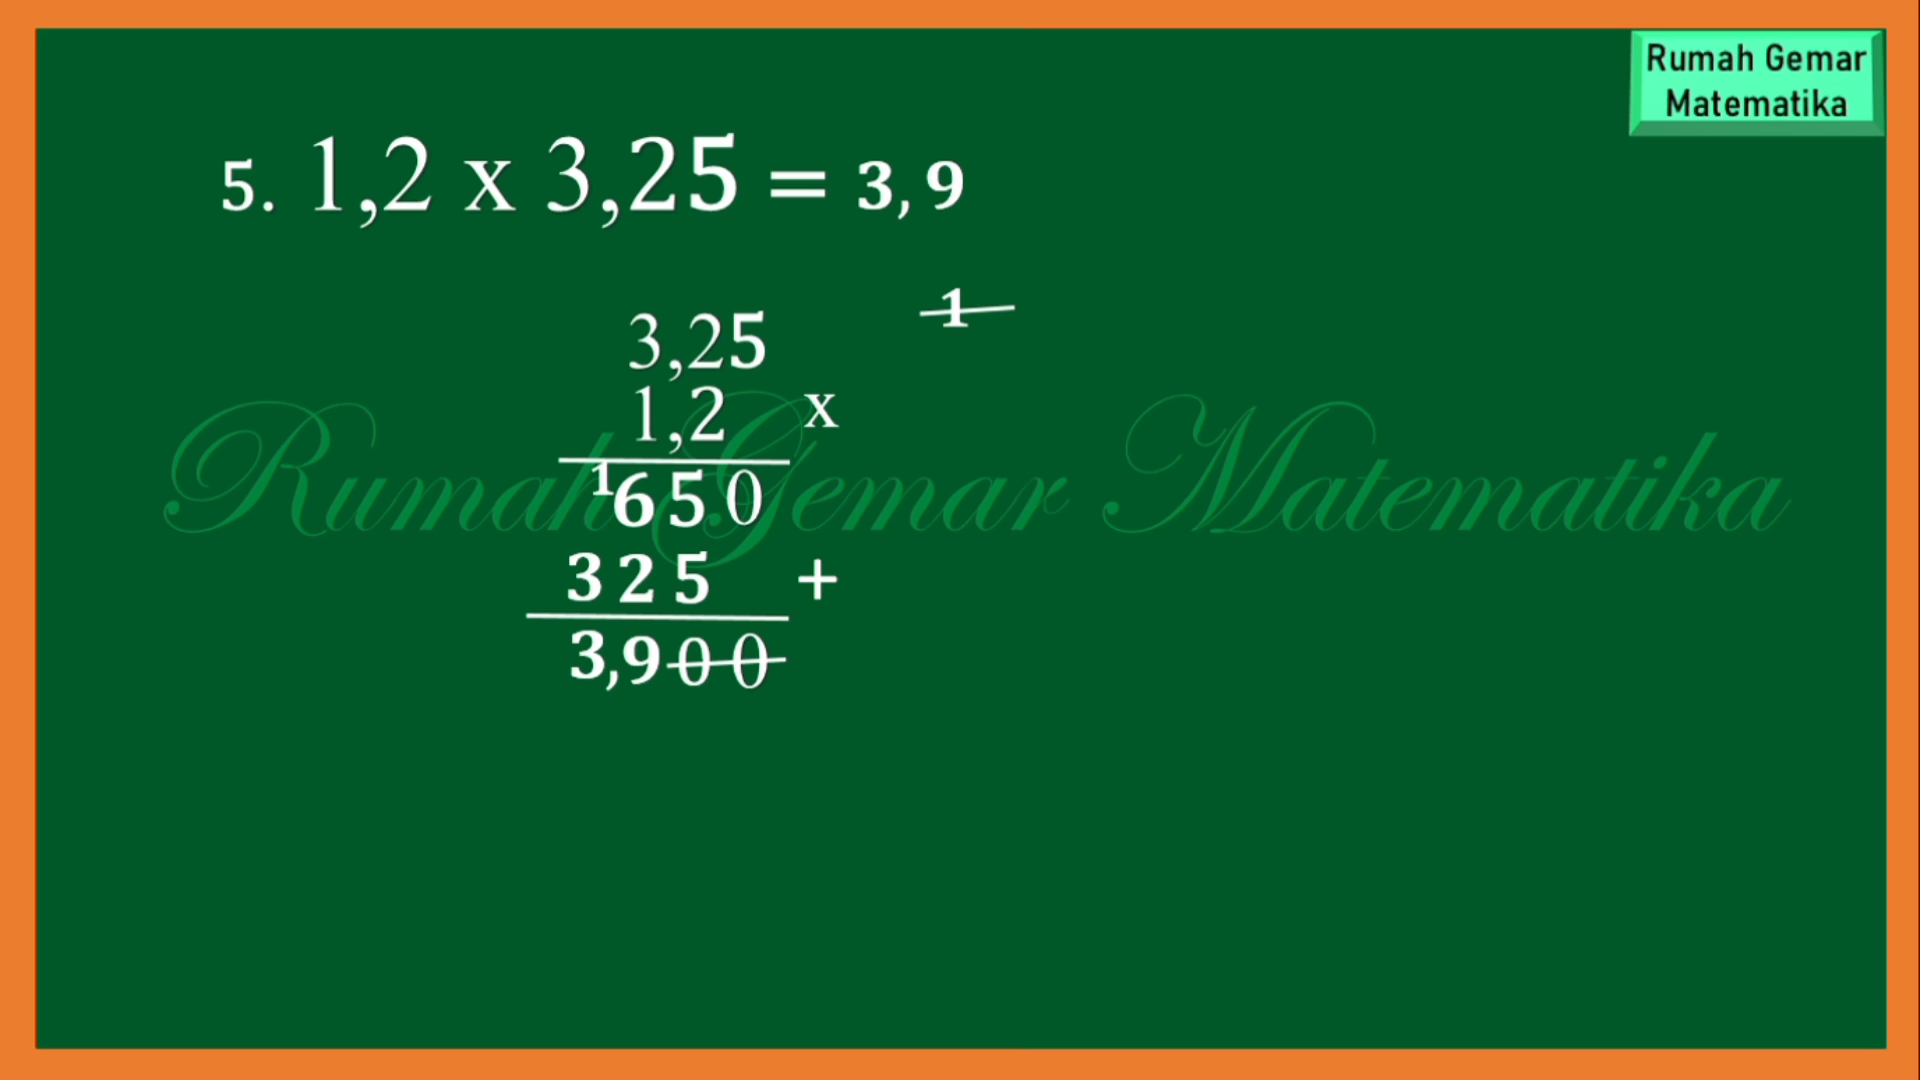 Rumah Gemar
Matematika
5. 1,2 x 3,25 = 3,9
1
3,25
1,2 x
1650
325 +
3,900
Rumah Gemar Matematika